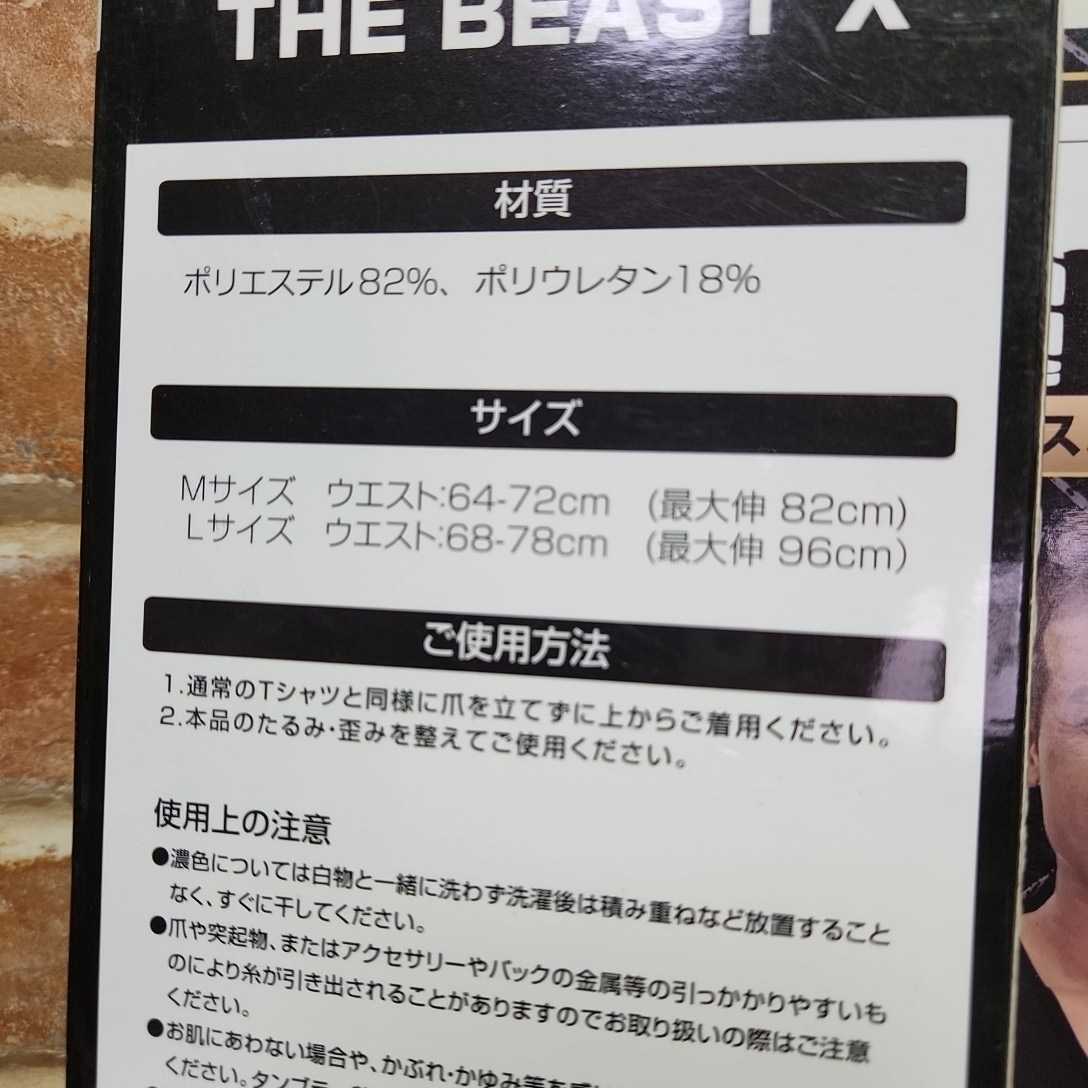 THE BEAST X
材質
ポリエステル82%、ポリウレタン18%
サイズ
Mサイズ ウエスト:64-72cm (最大伸 82cm)
Lサイズ ウエスト:68-78cm (最大伸 96cm)
ご使用方法
1.通常のTシャツと同様に爪を立てずに上からご着用ください。
2.本品のたるみ・歪みを整えてご使用ください。
使用上の注意
●濃色については白物と一緒に洗わず洗濯後は積み重ねなど放置すること
なく、すぐに干してください。
●爪や突起物、またはアクセサリーやバックの金属等の引っかかりやすいも
のにより糸が引き出されることがありますのでお取り扱いの際はご注意
ください。
●お肌にあわない場合や、かぶれ・かゆみ等を感
ください。タンブラ
ス